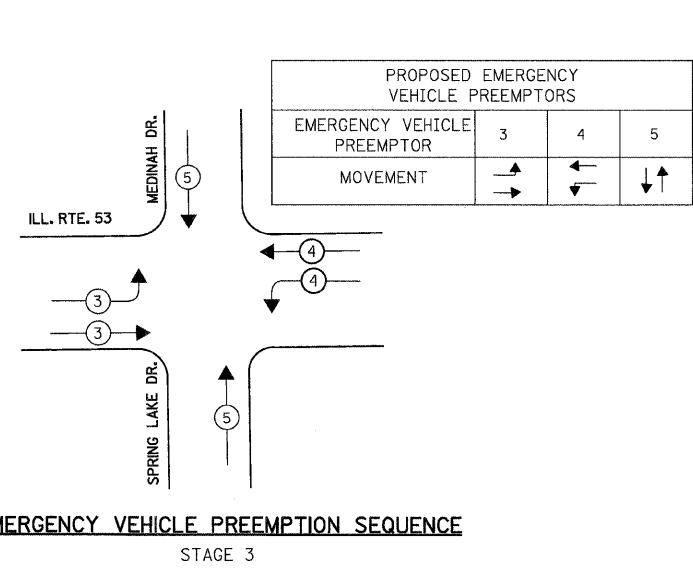 PROPOSED EMERGENCY
VEHICLE PREEMPTORS
EMERGENCY VEHICLE
PREEMPTOR
3
4
5
MOVEMENT
MEDINAH DR.
5
ILL. RTE. 53
4
4
3
3
SPRING LAKE DR.
5
MERGENCY VEHICLE PREEMPTION SEQUENCE
STAGE 3